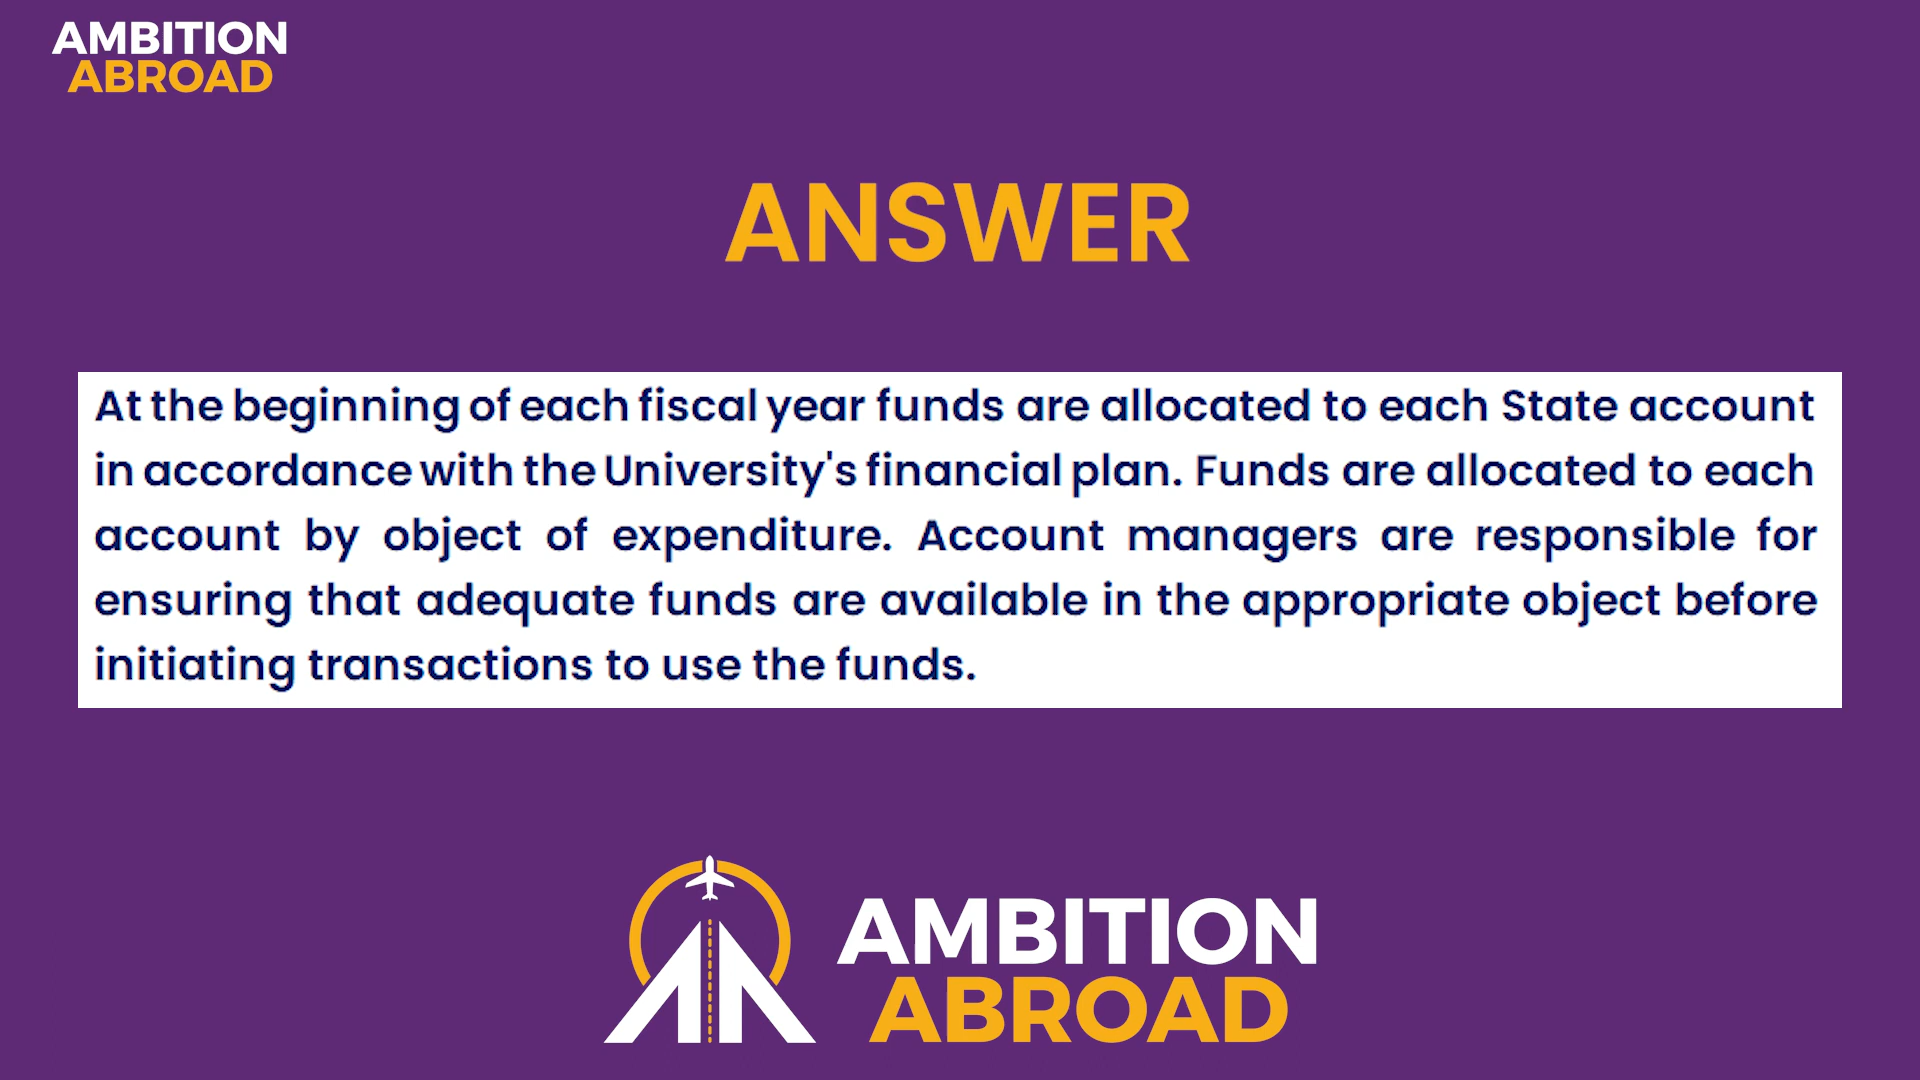 AMBITION
ABROAD
ANSWER
At the beginning of each fiscal year funds are allocated to each State account
in accordance with the University's financial plan. Funds are allocated to each
account by object of expenditure. Account managers are responsible for
ensuring that adequate funds are available in the appropriate object before
initiating transactions to use the funds.
AMBITION
ABROAD